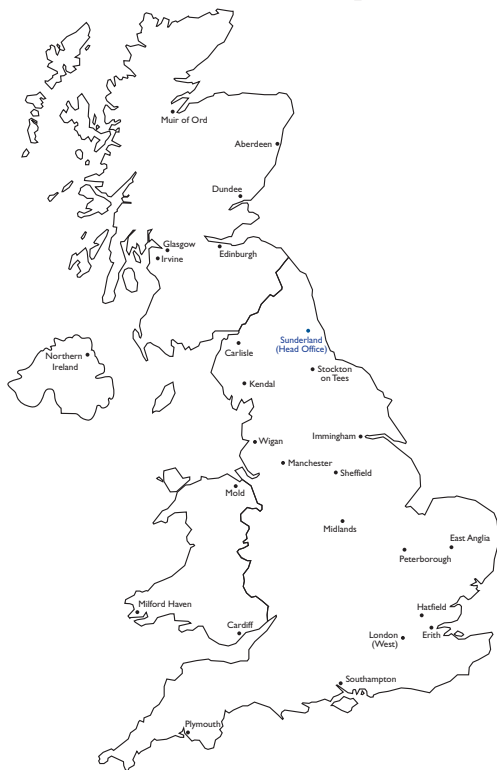 Muir of Ord
Aberdeen
Dundee
Glasgow
Edinburgh
Irvine
Sunderland
(Head Office)
Carlisle
Northern
Ireland
Stockton
on Tees
Kendal
Immingham
Wigan
Manchester
Sheffield
Mold
Midlands
East Anglia
Peterborough
Milford Haven
Hatfield
Cardiff
London
(West)
Erith
Southampton
Plymouth